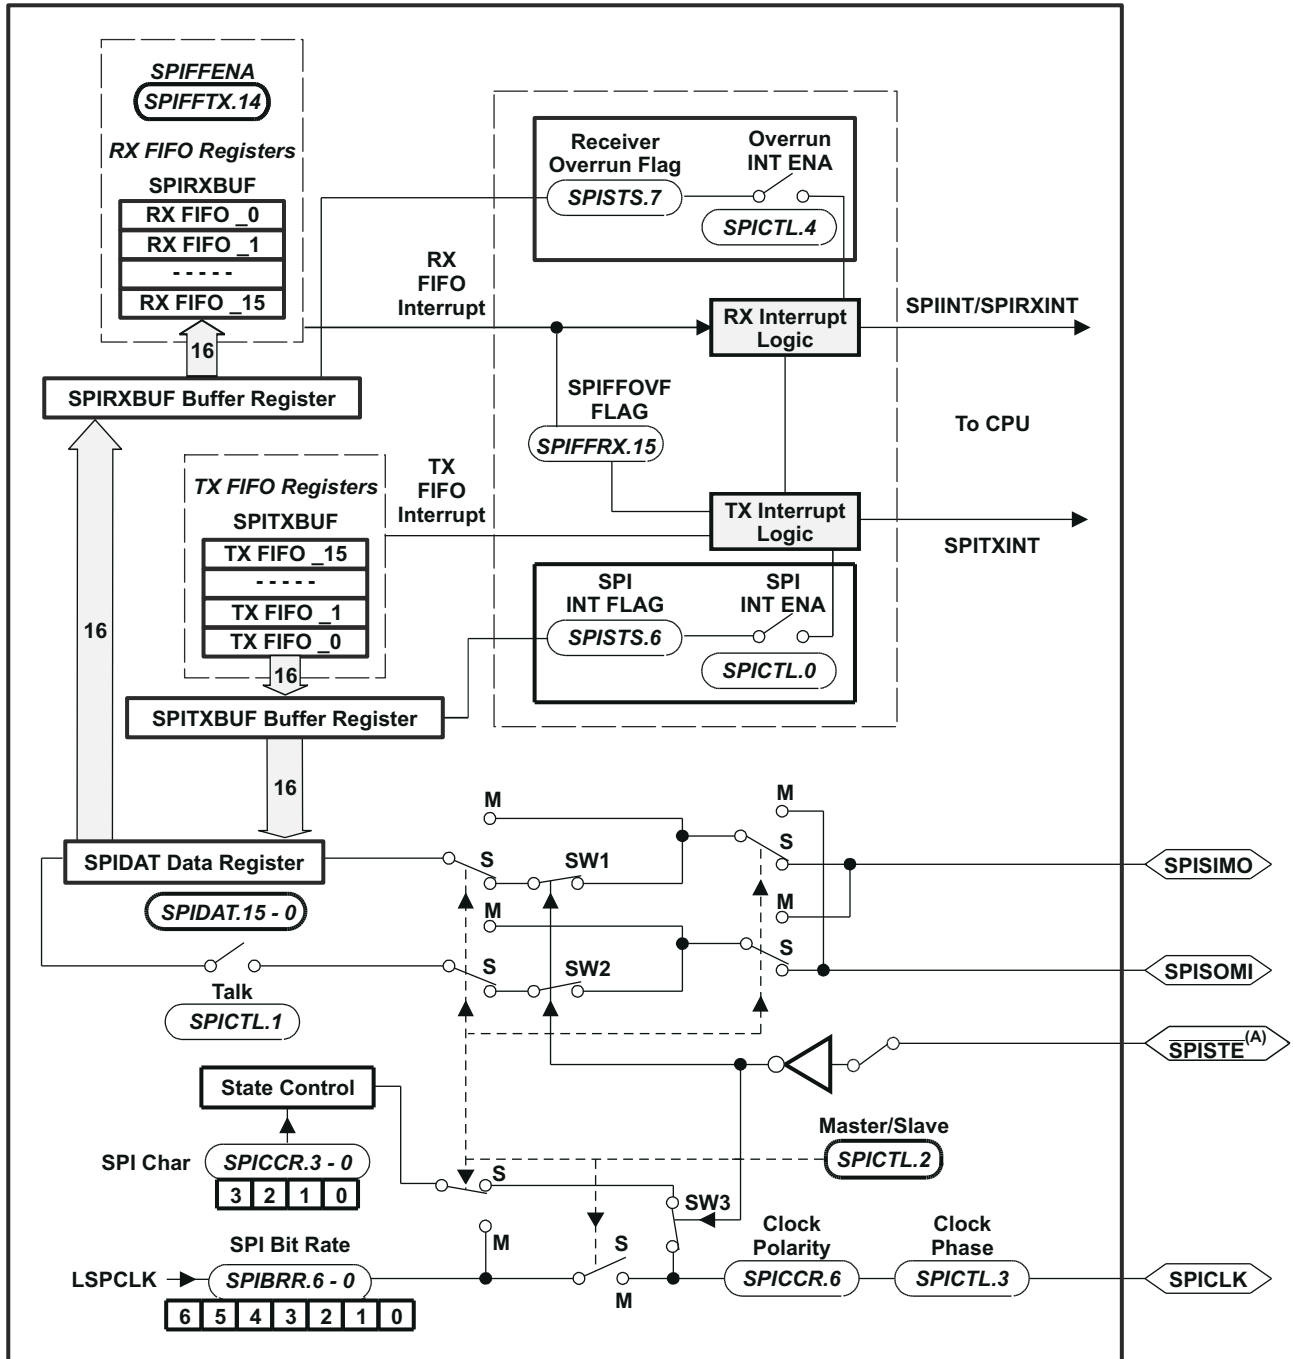 SPIFFENA
SPIFFTX.14
RX FIFO Registers
SPIRXBUF
RX FIFO _0
RX FIFO _1
- - - - -
RX FIFO _15
16
SPIRXBUF Buffer Register
Receiver
Overrun Flag
SPISTS.7
Overrun
INT ENA
SPICTL.4
RX
FIFO
Interrupt
RX Interrupt
Logic
SPIINT/SPIRXINT
SPIFFOVF
FLAG
SPIFFRX.15
To CPU
TX FIFO Registers
SPITXBUF
TX FIFO _15
- - - - -
TX FIFO _1
TX FIFO _0
16
16
TX
FIFO
Interrupt
TX Interrupt
Logic
SPITXINT
SPI
INT FLAG
SPISTS.6
SPI
INT ENA
SPICTL.0
SPITXBUF Buffer Register
16
SPIDAT Data Register
SPIDAT.15 - 0
M
S
SW1
M
S
SPISIMO
M
S
SW2
M
S
SPISOMI
Talk
SPICTL.1
SPISTE(A)
State Control
Master/Slave
SPICTL.2
SPI Char
SPICCR.3 - 0
3 2 1 0
S
SW3
M
SPI Bit Rate
LSPCLK
SPIBRR.6 - 0
6 5 4 3 2 1 0
S
M
Clock
Polarity
SPICCR.6
Clock
Phase
SPICTL.3
SPICLK